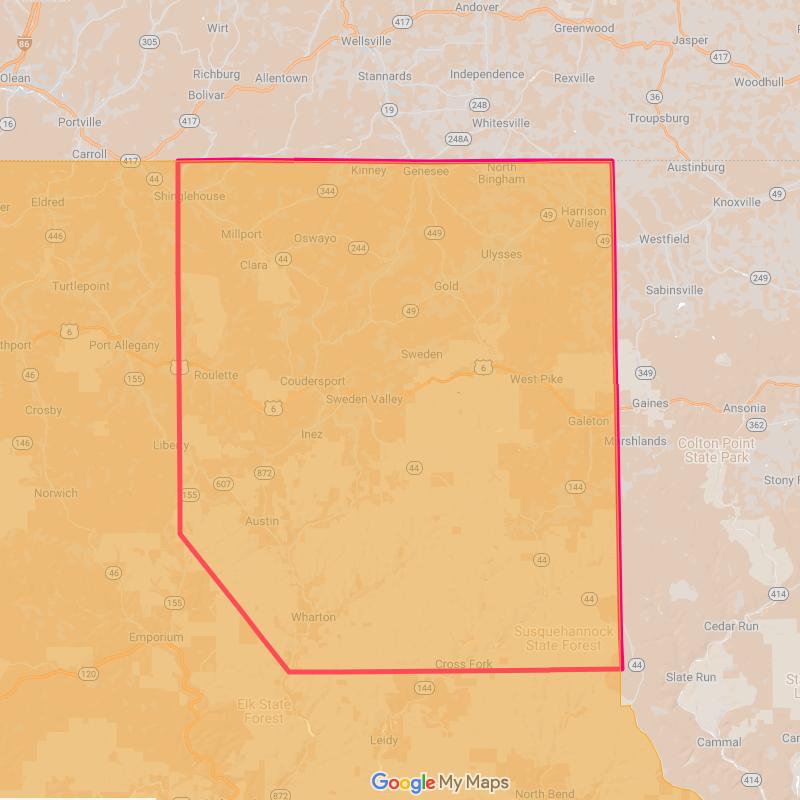 Andover
Wirt
417
Greenwood
305
Wellsville
Jasper
86
417
Olean
Richburg
Allentown
Stannards
Independence
Rexville
Woodhull
Bolivar
36
248
19
Portville
417
Whitesville
Troupsburg
16
248A
Carroll
417
Austinburg
Kinney
Genesee
North
Bingham
44
Shinglehouse
344
49
Eldred
Knoxville
er
49
Harrison
Valley
446
Millport
Oswayo
449
49
Westfield
244
Clara
44
Ulysses
249
Turtlepoint
Gold
Sabinsville
49
6
thport
Port Allegany
Sweden
6
6
46
155
Roulette
Coudersport
West Pike
349
Sweden Valley
Gaines
Crosby
6
Ansonia
Galeton
362
146
Liberty
Inez
Marshlands
Colton Point
State Park
872
44
607
144
Stony F
Norwich
155
Austin
44
46
414
155
44
Wharton
Cedar Run
Emporium
Susquehannock
State Forest
Cross Fork
44
120
Slate Run
144
Sta
L
Elk State
Forest
Leidy
Cammal
Car
414
Google My Maps
872
North Bend